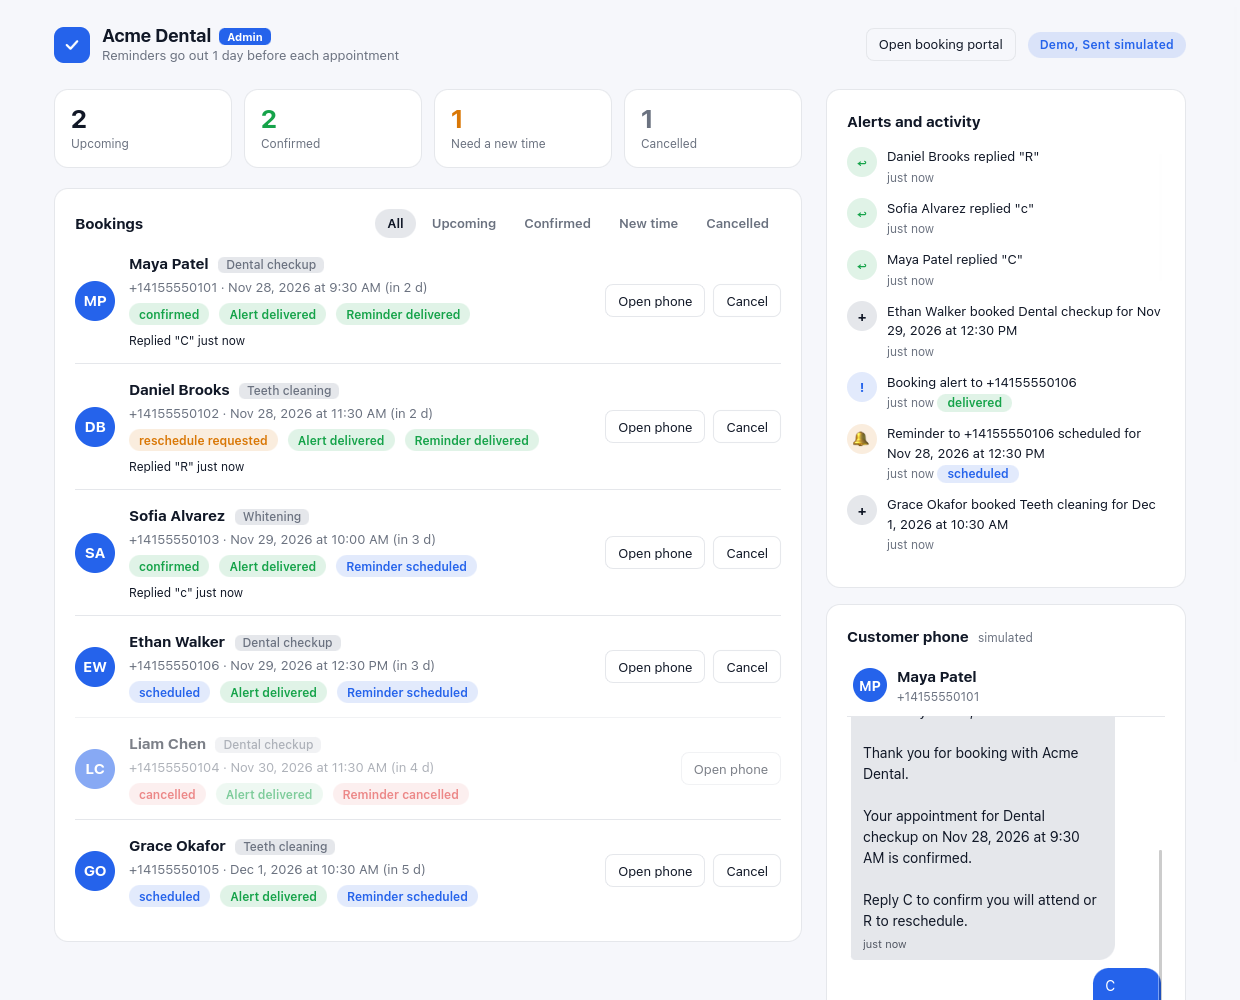 Acme Dental Admin
Reminders go out 1 day before each appointment
Open booking portal
Demo, Sent simulated
2
Upcoming
2
Confirmed
1
Need a new time
1
Cancelled
Bookings
All Upcoming Confirmed New time Cancelled
MP
Maya Patel Dental checkup
+14155550101 · Nov 28, 2026 at 9:30 AM (in 2 d)
confirmed Alert delivered Reminder delivered
Replied "C" just now
Open phone Cancel
DB
Daniel Brooks Teeth cleaning
+14155550102 · Nov 28, 2026 at 11:30 AM (in 2 d)
reschedule requested Alert delivered Reminder delivered
Replied "R" just now
Open phone Cancel
SA
Sofia Alvarez Whitening
+14155550103 · Nov 29, 2026 at 10:00 AM (in 3 d)
confirmed Alert delivered Reminder scheduled
Replied "c" just now
Open phone Cancel
EW
Ethan Walker Dental checkup
+14155550106 · Nov 29, 2026 at 12:30 PM (in 3 d)
scheduled Alert delivered Reminder scheduled
Open phone Cancel
LC
Liam Chen Dental checkup
+14155550104 · Nov 30, 2026 at 11:30 AM (in 4 d)
cancelled Alert delivered Reminder cancelled
Open phone
GO
Grace Okafor Teeth cleaning
+14155550105 · Dec 1, 2026 at 10:30 AM (in 5 d)
scheduled Alert delivered Reminder scheduled
Open phone Cancel
Alerts and activity
Daniel Brooks replied "R"
just now
Sofia Alvarez replied "c"
just now
Maya Patel replied "C"
just now
Ethan Walker booked Dental checkup for Nov
29, 2026 at 12:30 PM
just now
Booking alert to +14155550106
just now delivered
Reminder to +14155550106 scheduled for
Nov 28, 2026 at 12:30 PM
just now scheduled
Grace Okafor booked Teeth cleaning for Dec
1, 2026 at 10:30 AM
just now
Customer phone simulated
MP
Maya Patel
+14155550101
Thank you for booking with Acme
Dental.
Your appointment for Dental
checkup on Nov 28, 2026 at 9:30
AM is confirmed.
Reply C to confirm you will attend or
R to reschedule.
just now
C